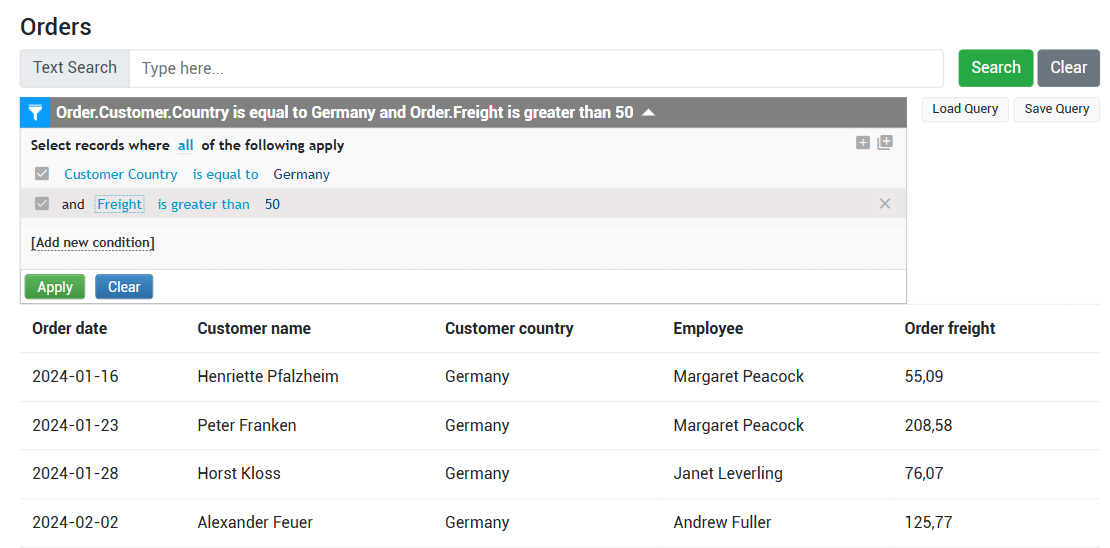 Orders
Text Search Type here... Search Clear
Order.Customer.Country is equal to Germany and Order.Freight is greater than 50 Load Query Save Query
Select records where all of the following apply
Customer Country is equal to Germany
and Freight is greater than 50
[Add new condition]
Apply Clear
Order date Customer name Customer country Employee Order freight
2024-01-16 Henriette Pfalzheim Germany Margaret Peacock 55,09
2024-01-23 Peter Franken Germany Margaret Peacock 208,58
2024-01-28 Horst Kloss Germany Janet Leverling 76,07
2024-02-02 Alexander Feuer Germany Andrew Fuller 125,77